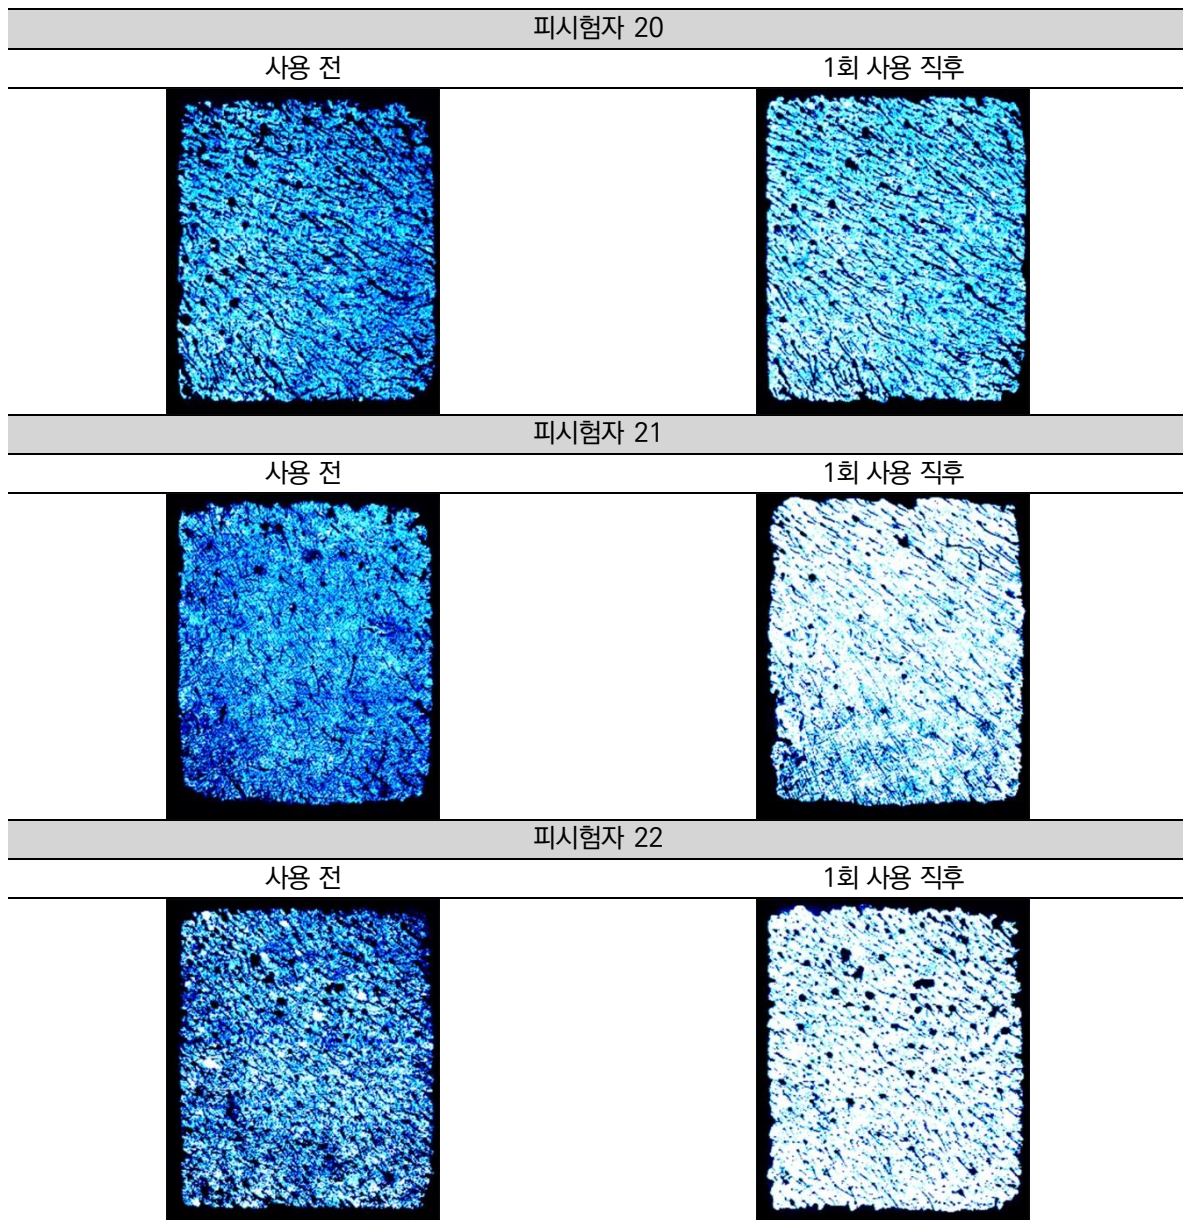 피시험자 20
사용 전 1회 사용 직후
피시험자 21
사용 전 1회 사용 직후
피시험자 22
사용 전 1회 사용 직후